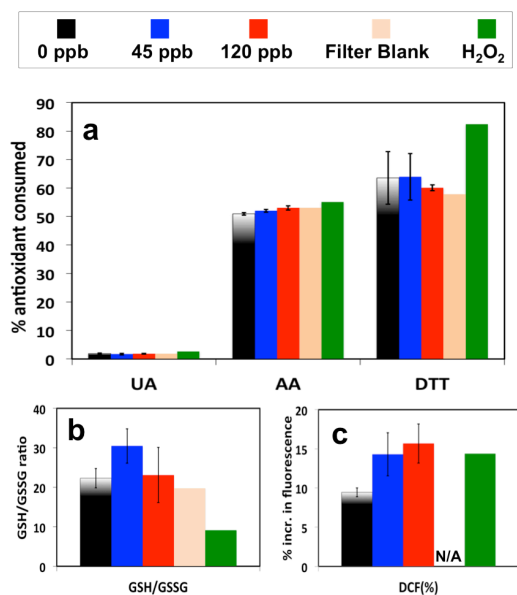 0 ppb 45 ppb 120 ppb Filter Blank H₂O₂
a
% antioxidant consumed
90
80
70
60
50
40
30
20
10
0
UA AA DTT
b
GSH/GSSG ratio
40
30
20
10
0
GSH/GSSG
c
% incr. in fluorescence
20
15
10
5
0
N/A
DCF(%)